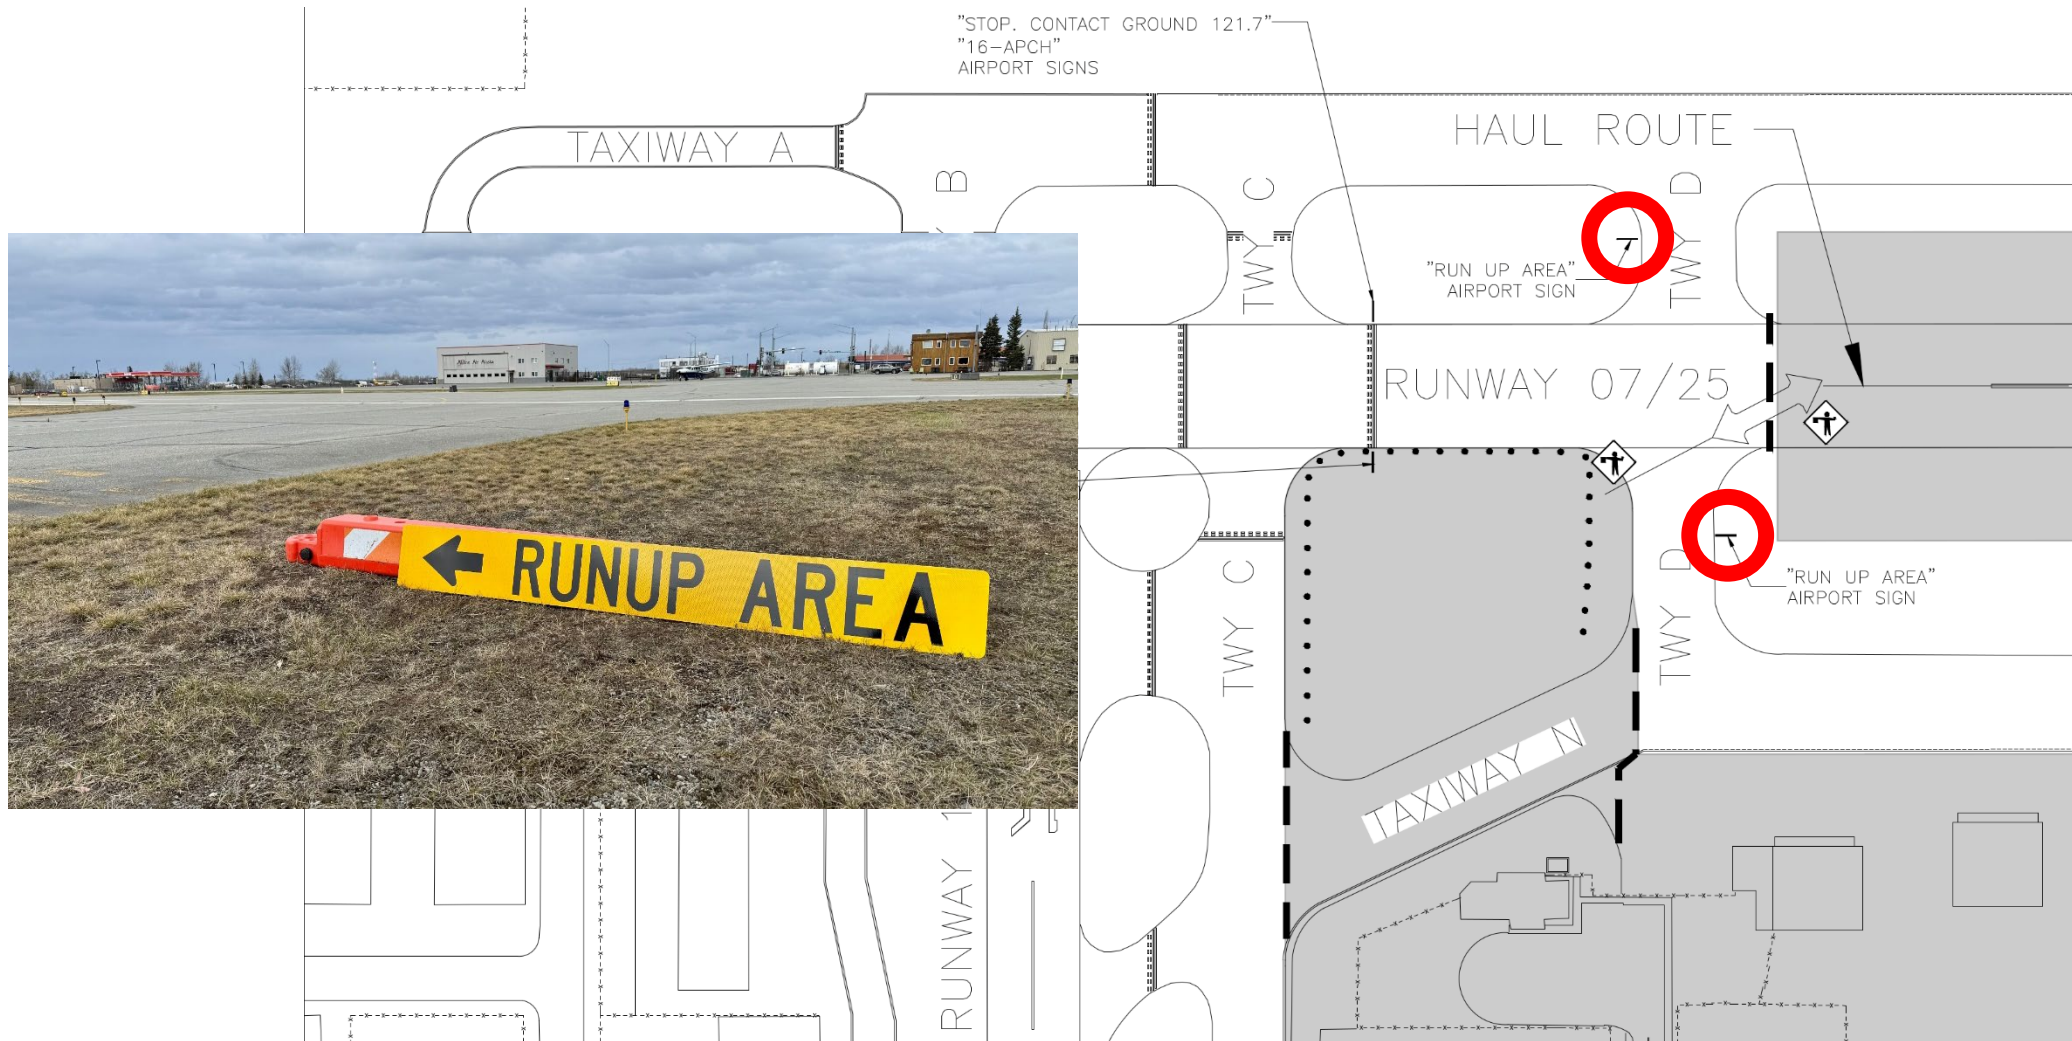 "STOP. CONTACT GROUND 121.7"
"16-APCH"
AIRPORT SIGNS
HAUL ROUTE
TAXIWAY A
B
TWY C
TWY D
"RUN UP AREA"
AIRPORT SIGN
RUNWAY 07/25
← RUNUP AREA
"RUN UP AREA"
AIRPORT SIGN
TWY C
TWY D
TAXIWAY N
RUNWAY 1